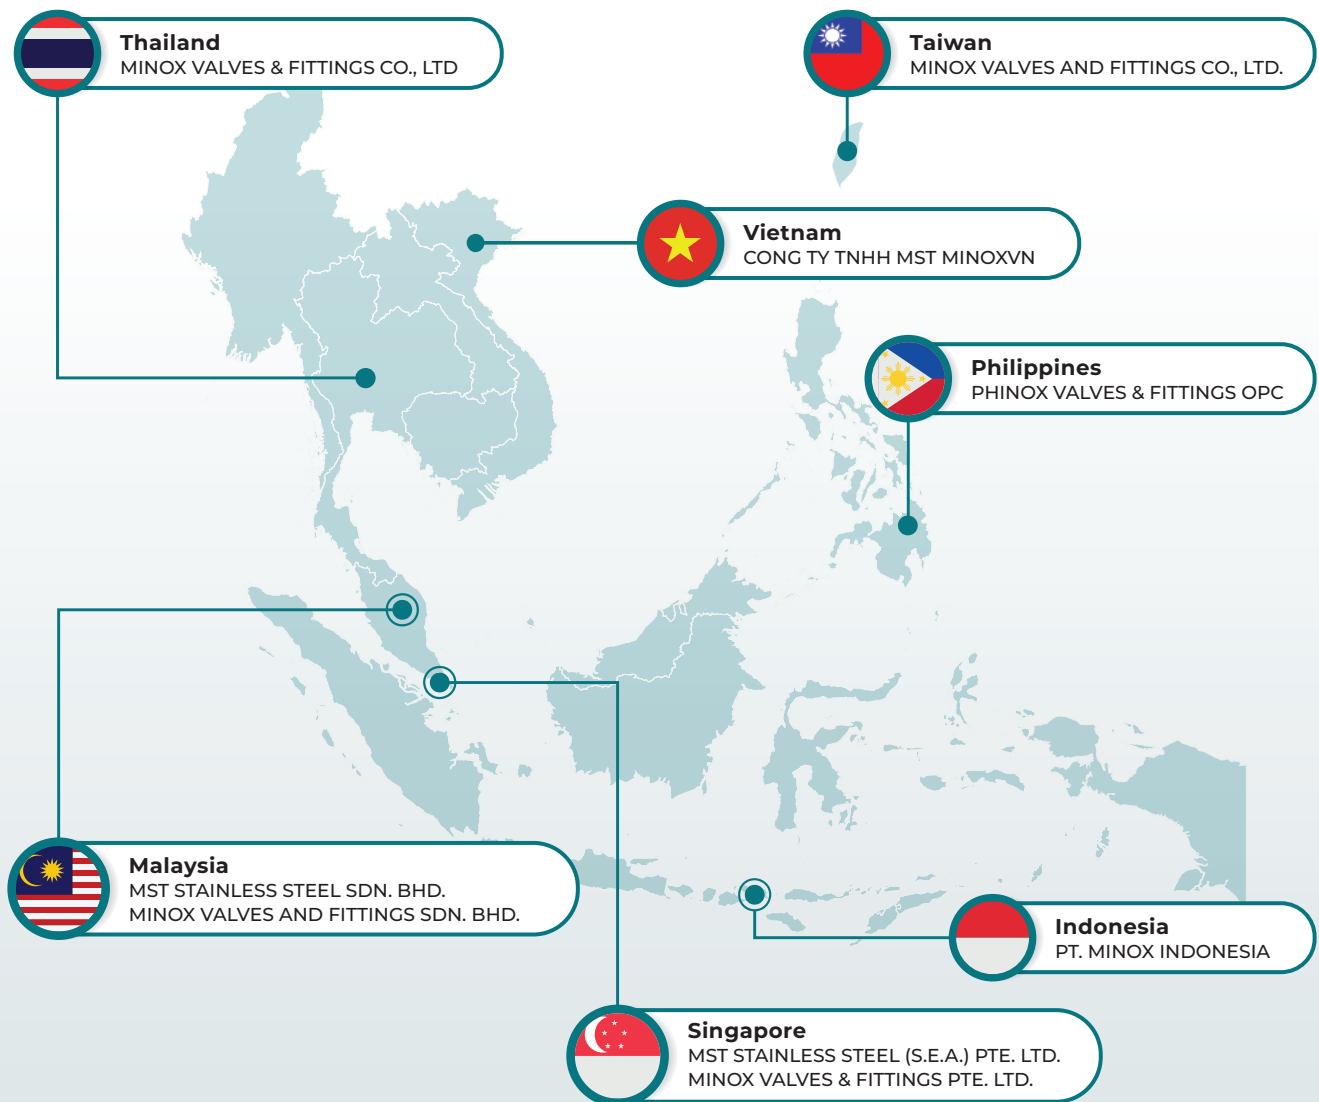 Thailand
MINOX VALVES & FITTINGS CO., LTD
Taiwan
MINOX VALVES AND FITTINGS CO., LTD.
Vietnam
CONG TY TNHH MST MINOXVN
Philippines
PHINOX VALVES & FITTINGS OPC
Malaysia
MST STAINLESS STEEL SDN. BHD.
MINOX VALVES AND FITTINGS SDN. BHD.
Indonesia
PT. MINOX INDONESIA
Singapore
MST STAINLESS STEEL (S.E.A.) PTE. LTD.
MINOX VALVES & FITTINGS PTE. LTD.